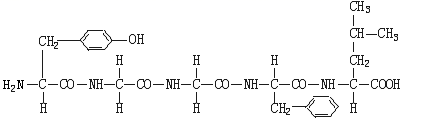 CH₃
CH—CH₃
CH₂—OH
H H H CH₂
H₂N—C—CO—NH—C—CO—NH—C—CO—NH—C—CO—NH—C—COOH
H H H CH₂ H